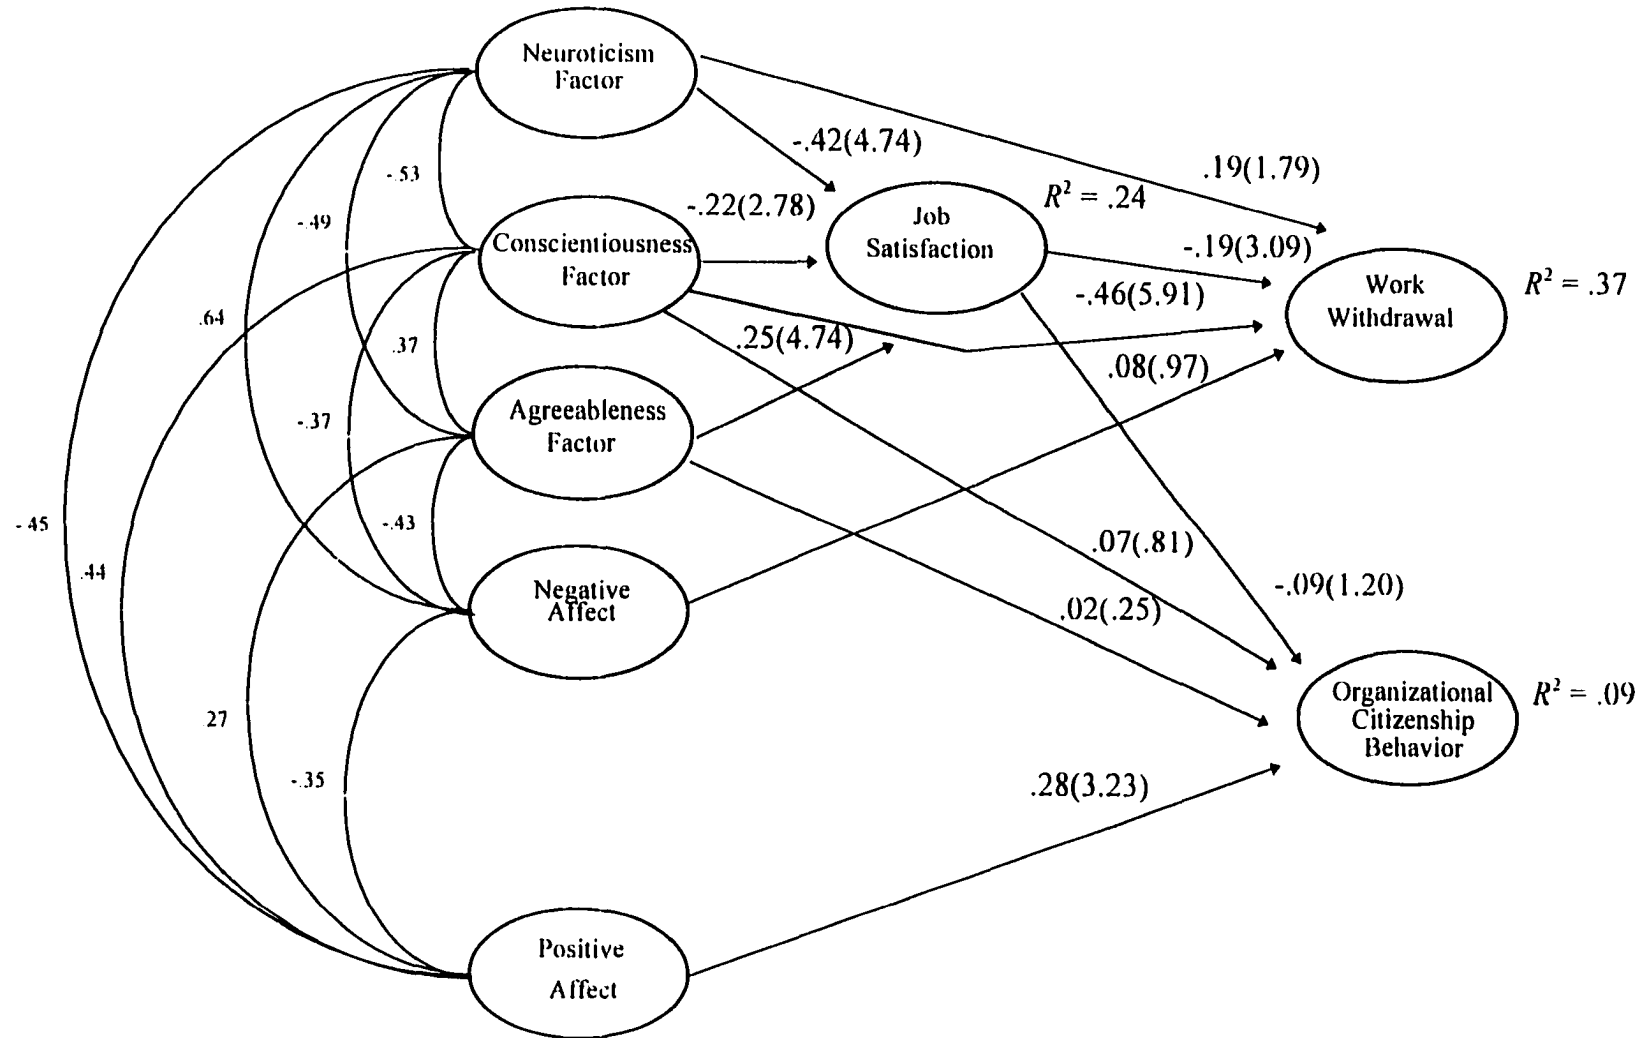 Neuroticism
Factor
-.42(4.74)
.19(1.79)
-.53
-.22(2.78)
Job
Satisfaction
R² = .24
-.49
Conscientiousness
Factor
-.19(3.09)
-.46(5.91)
Work
Withdrawal
R² = .37
.64
.37
.25(4.74)
.08(.97)
Agreeableness
Factor
-.37
-.45
-.43
.44
.07(.81)
Negative
Affect
.02(.25)
-.09(1.20)
Organizational
Citizenship
Behavior
R² = .09
27
-.35
.28(3.23)
Positive
Affect